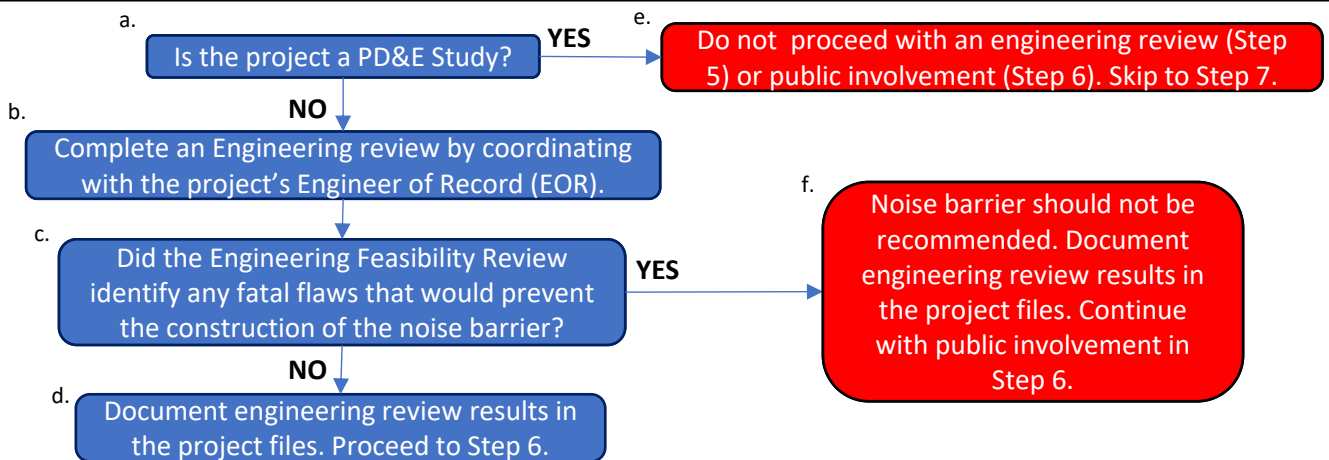 a.
Is the project a PD&E Study?
YES
e.
Do not proceed with an engineering review (Step
5) or public involvement (Step 6). Skip to Step 7.
NO
b.
Complete an Engineering review by coordinating
with the project’s Engineer of Record (EOR).
c.
Did the Engineering Feasibility Review
identify any fatal flaws that would prevent
the construction of the noise barrier?
YES
f.
Noise barrier should not be
recommended. Document
engineering review results in
the project files. Continue
with public involvement in
Step 6.
NO
d.
Document engineering review results in
the project files. Proceed to Step 6.